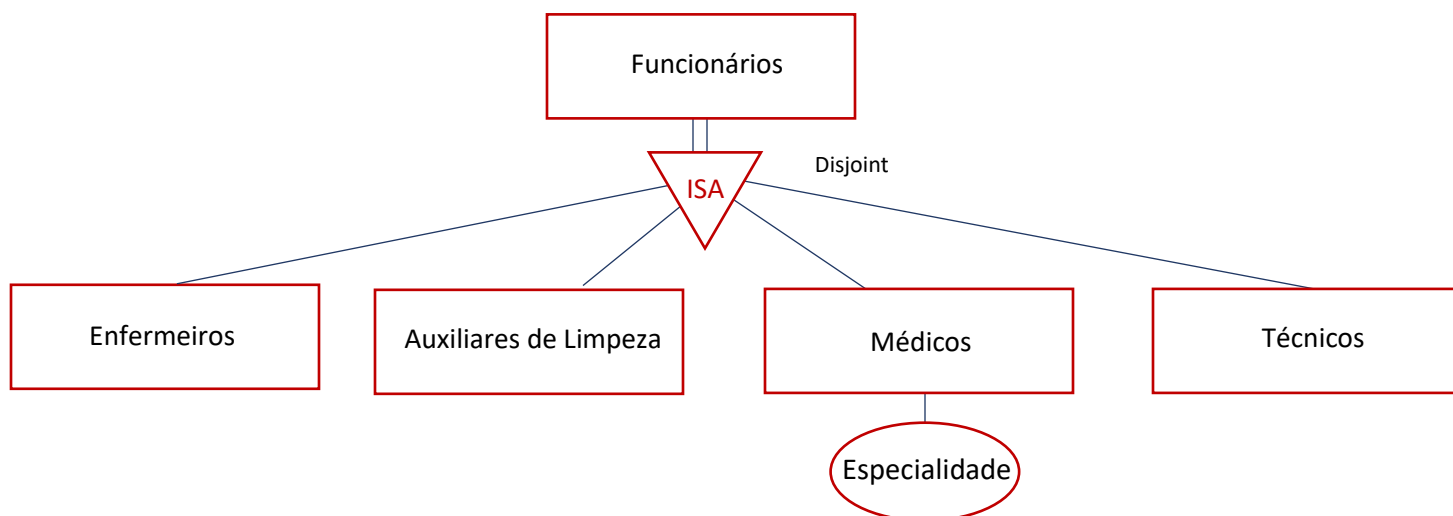 Funcionários
ISA
Disjoint
Enfermeiros
Auxiliares de Limpeza
Médicos
Técnicos
Especialidade